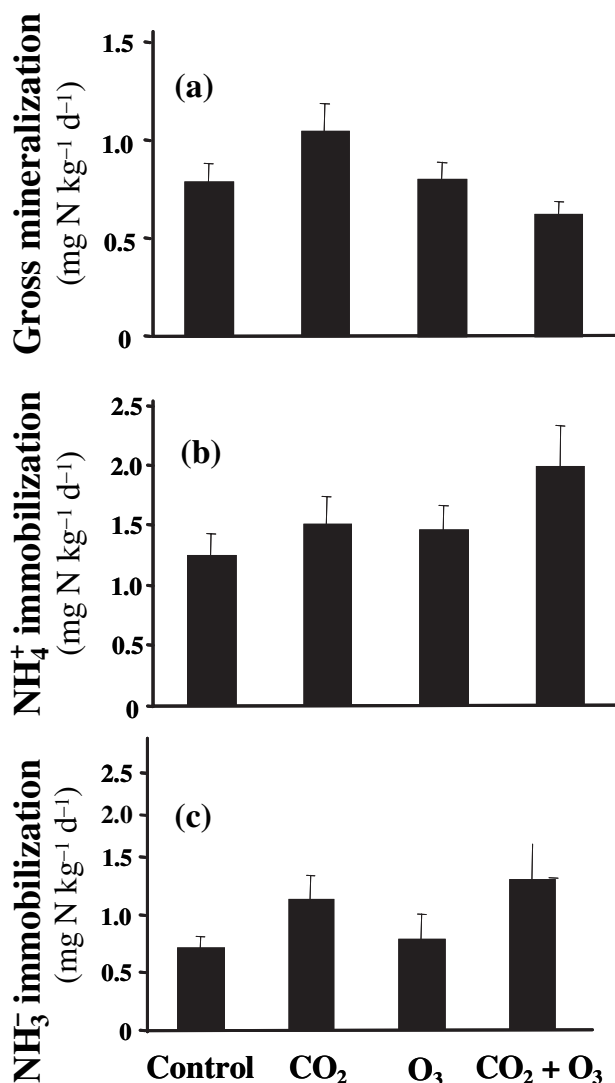 Gross mineralization
(mg N kg⁻¹ d⁻¹)
1.5
1.0
0.5
0
(a)
NH₄⁺ immobilization
(mg N kg⁻¹ d⁻¹)
2.5
2.0
1.5
1.0
0.5
0
(b)
NH₃⁻ immobilization
(mg N kg⁻¹ d⁻¹)
2.5
2.0
1.5
1.0
0.5
0
(c)
Control CO₂ O₃ CO₂ + O₃